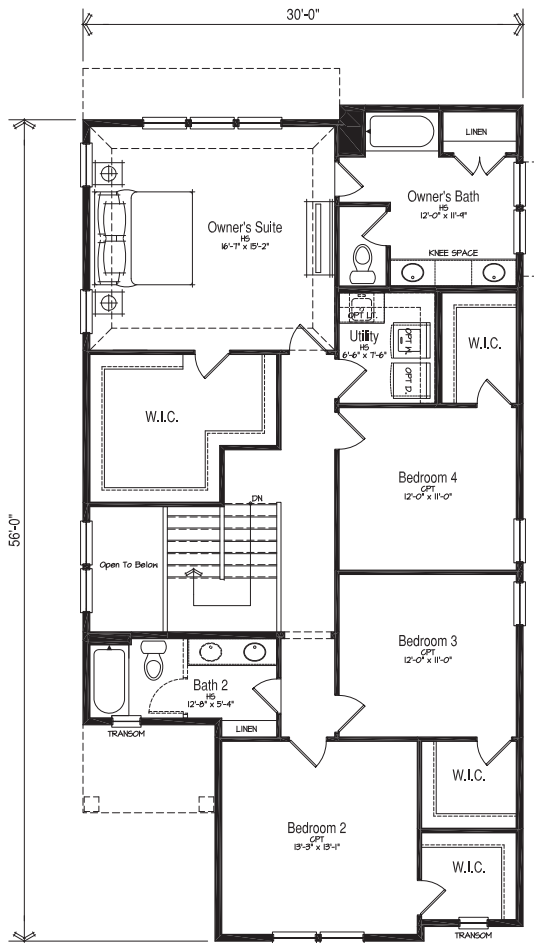 30'-0"
LINEN
Owner's Bath
HS
12'-0" x 11'-9"
Owner's Suite
HS
16'-7" x 15'-2"
KNEE SPACE
OPT L.T.
Utility
HS
6'-6" x 7'-6"
OPT W.
OPT D.
W.I.C.
W.I.C.
Bedroom 4
CPT
12'-0" x 11'-0"
DN
56'-0"
Open To Below
Bedroom 3
CPT
12'-0" x 11'-0"
Bath 2
HS
12'-8" x 5'-4"
LINEN
TRANSOM
W.I.C.
Bedroom 2
CPT
13'-3" x 13'-1"
W.I.C.
TRANSOM